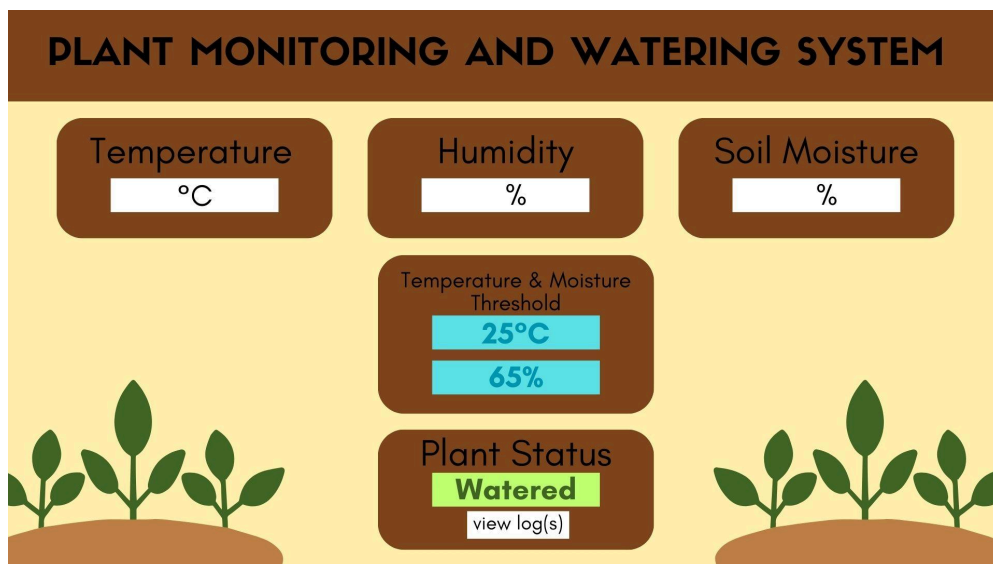 PLANT MONITORING AND WATERING SYSTEM
Temperature
°C
Humidity
%
Soil Moisture
%
Temperature & Moisture
Threshold
25°C
65%
Plant Status
Watered
view log(s)